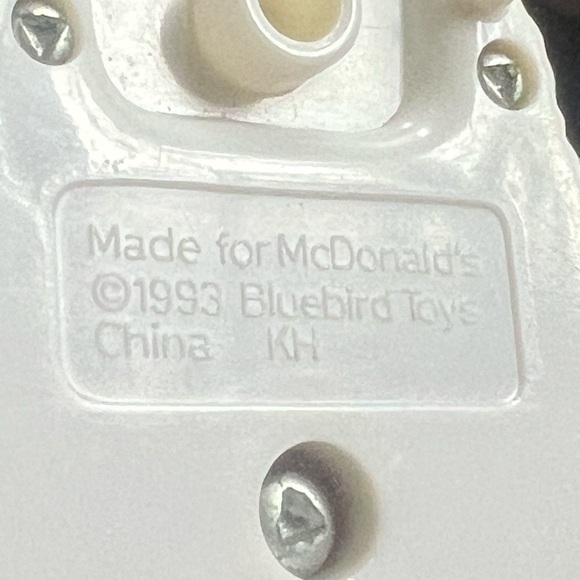 Made for McDonald's
©1993 Bluebird Toys
China KH